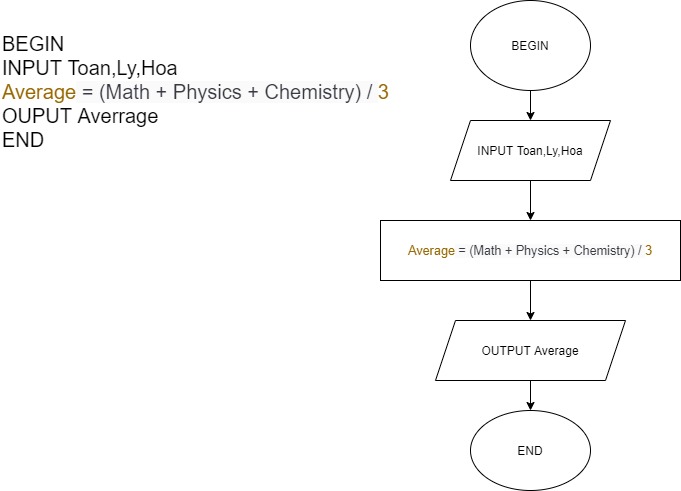 BEGIN
INPUT Toan,Ly,Hoa
Average = (Math + Physics + Chemistry) / 3
OUPUT Averrage
END
BEGIN
INPUT Toan,Ly,Hoa
Average = (Math + Physics + Chemistry) / 3
OUTPUT Average
END